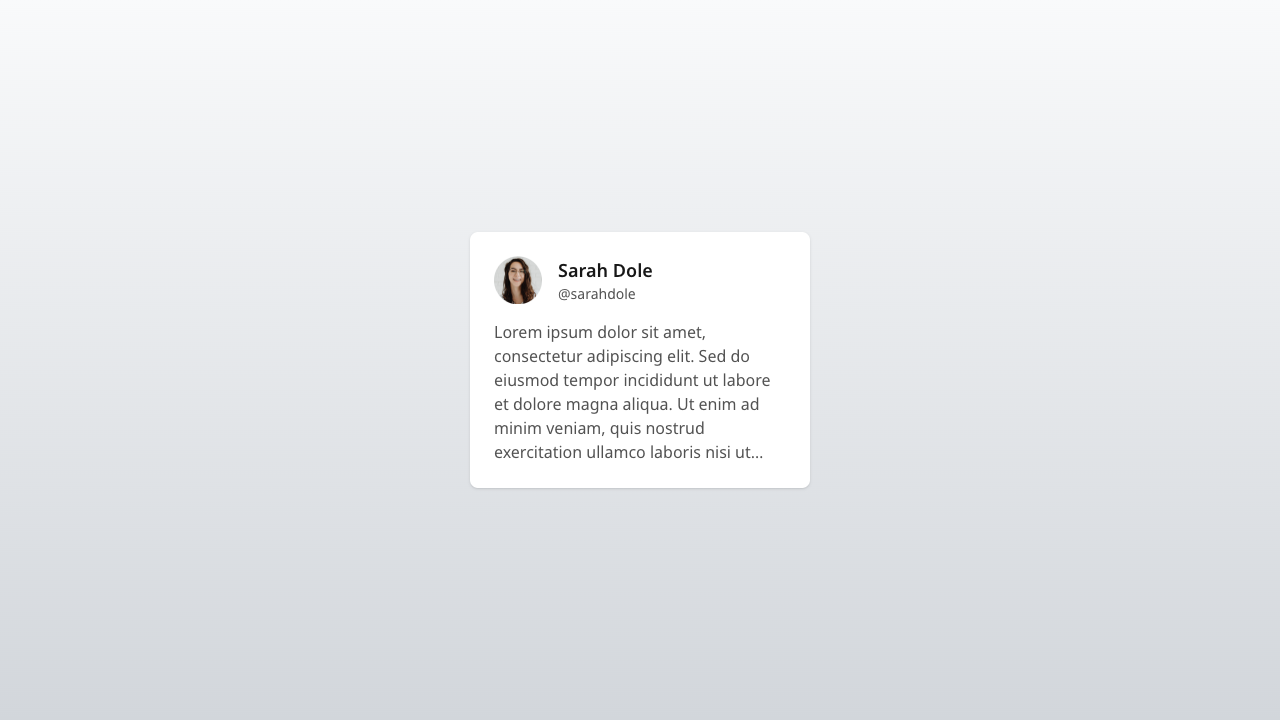 Sarah Dole
@sarahdole
Lorem ipsum dolor sit amet,
consectetur adipiscing elit. Sed do
eiusmod tempor incididunt ut labore
et dolore magna aliqua. Ut enim ad
minim veniam, quis nostrud
exercitation ullamco laboris nisi ut...